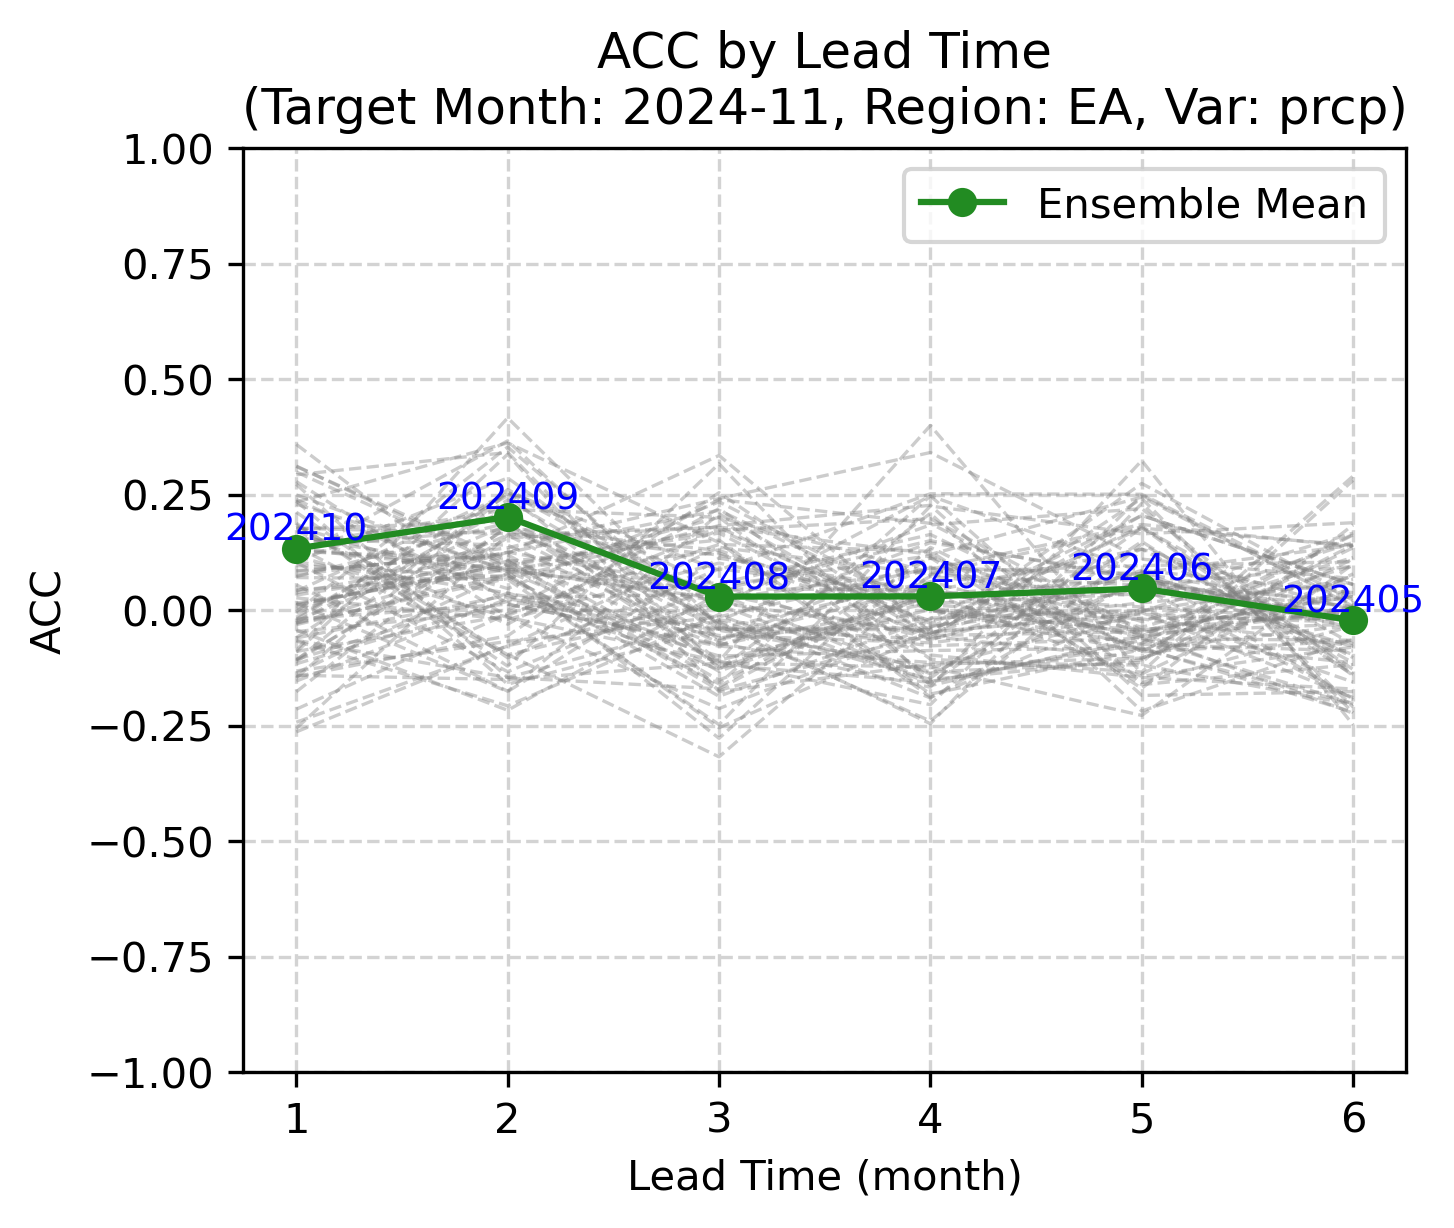 ACC by Lead Time
(Target Month: 2024-11, Region: EA, Var: prcp)
1.00
Ensemble Mean
0.75
0.50
0.25
202409
202410
202408
202407
202406
202405
0.00
ACC
−0.25
−0.50
−0.75
−1.00
1 2 3 4 5 6
Lead Time (month)